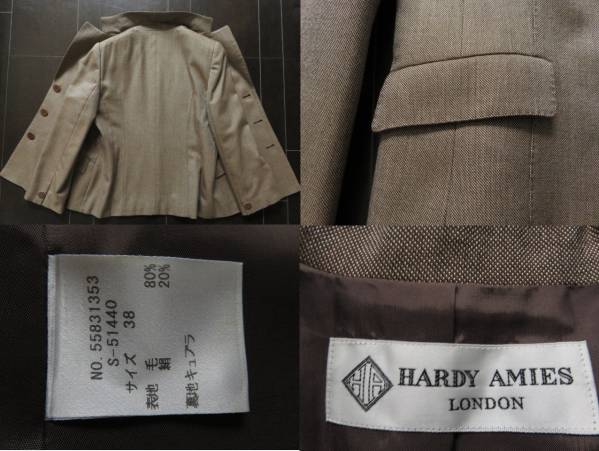 NO. 55831353
S-51440
サイズ 38
表地 毛 80%
絹 20%
裏地 キュプラ
HARDY AMIES
LONDON